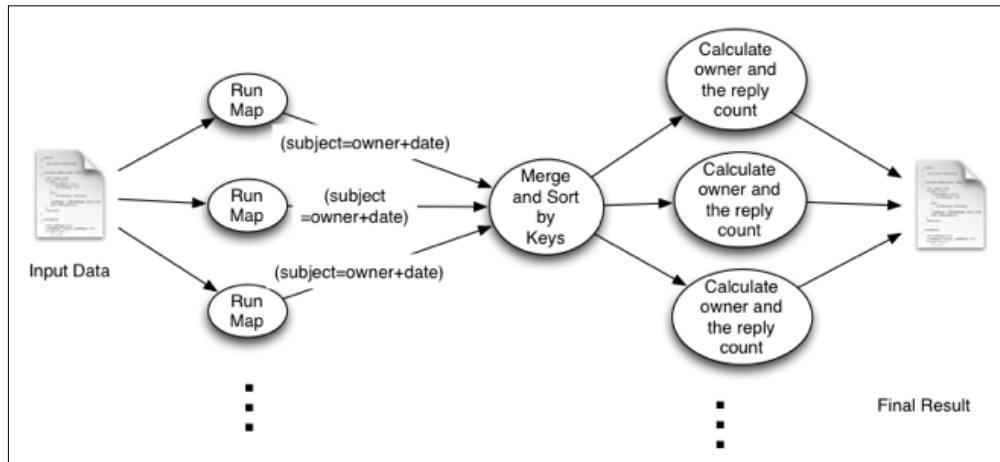 Input Data
Run
Map
Run
Map
Run
Map
(subject=owner+date)
(subject
=owner+date)
(subject=owner+date)
Merge
and Sort
by
Keys
Calculate
owner and
the reply
count
Calculate
owner and
the reply
count
Calculate
owner and
the reply
count
Final Result